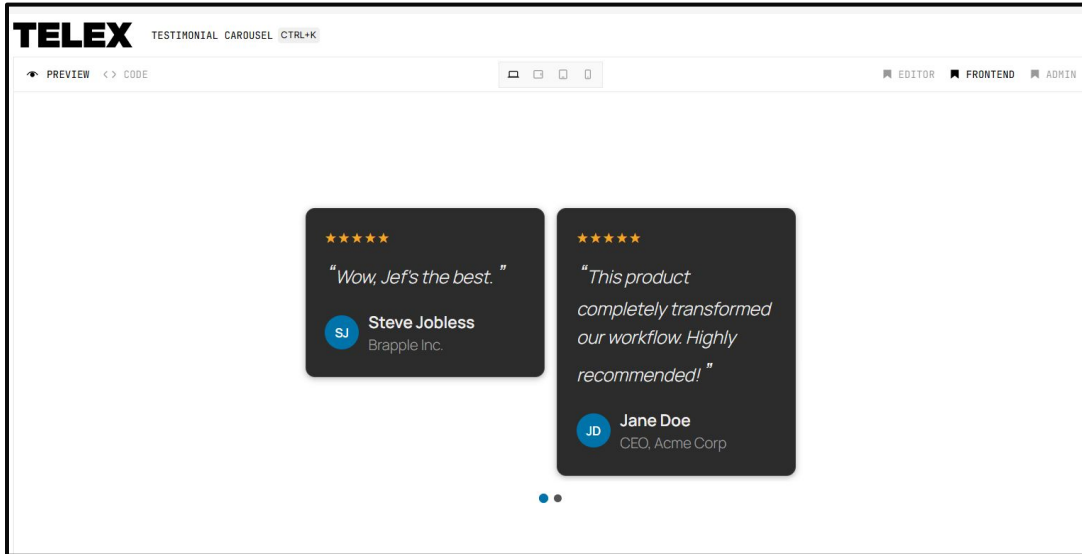 TELEX
TESTIMONIAL CAROUSEL CTRL+K
PREVIEW <> CODE
EDITOR FRONTEND ADMIN
★★★★★
“Wow, Jef's the best.”
SJ
Steve Jobless
Brapple Inc.
★★★★★
“This product
completely transformed
our workflow. Highly
recommended!”
JD
Jane Doe
CEO, Acme Corp